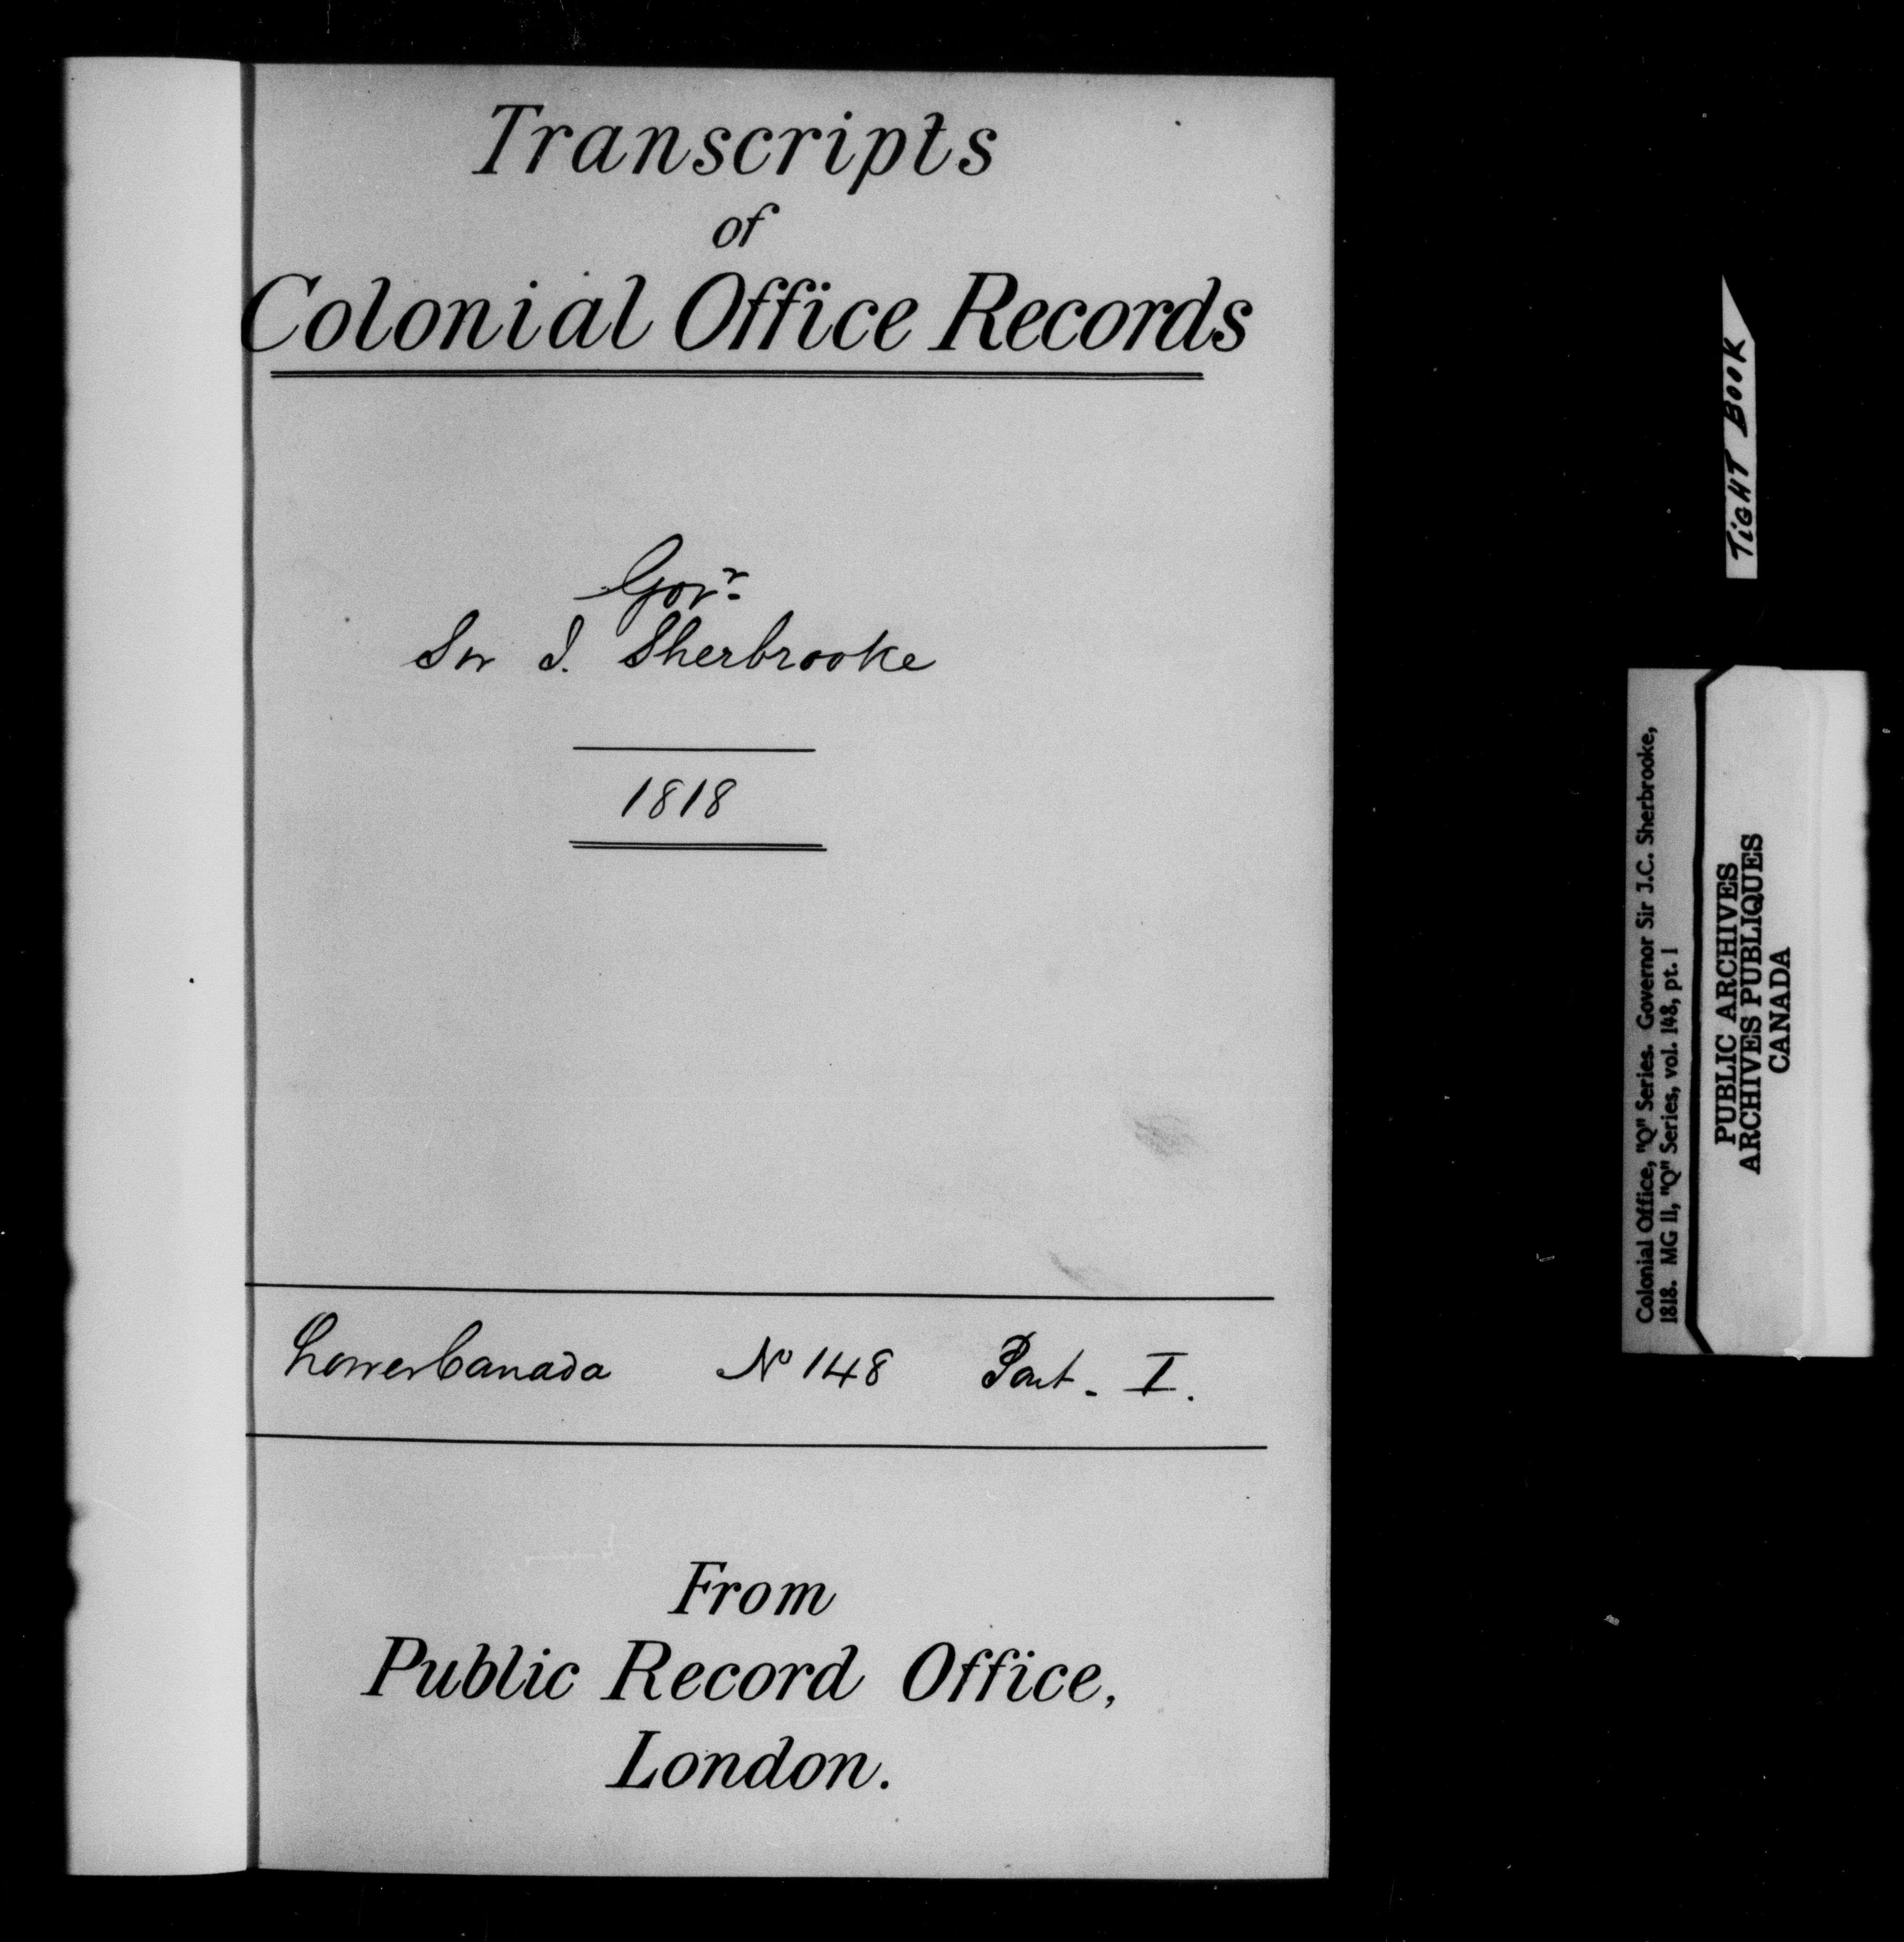 Transcripts
of
Colonial Office Records
Govr.
Sir J. Sherbrooke
1818
Lower Canada No 148 Part. I.
From
Public Record Office,
London.
TIGHT BOOK
Colonial Office, "Q" Series. Governor Sir J.C. Sherbrooke,
1818. MG 11, "Q" Series, vol. 148, pt. 1
PUBLIC ARCHIVES
ARCHIVES PUBLIQUES
CANADA